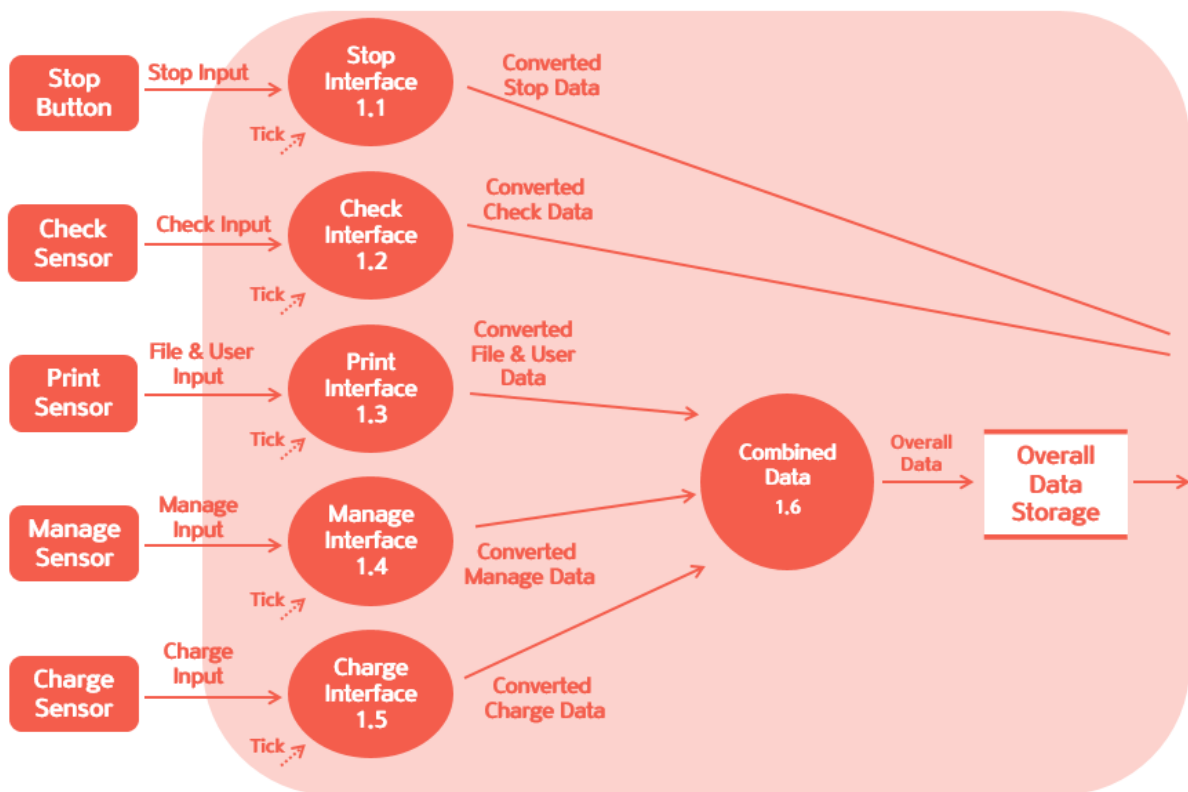 Stop
Button
Stop Input
Stop
Interface
1.1
Tick
Converted
Stop Data
Check
Sensor
Check Input
Check
Interface
1.2
Tick
Converted
Check Data
Print
Sensor
File & User
Input
Print
Interface
1.3
Tick
Converted
File & User
Data
Manage
Sensor
Manage
Input
Manage
Interface
1.4
Tick
Converted
Manage Data
Charge
Sensor
Charge
Input
Charge
Interface
1.5
Tick
Converted
Charge Data
Combined
Data
1.6
Overall
Data
Overall
Data
Storage